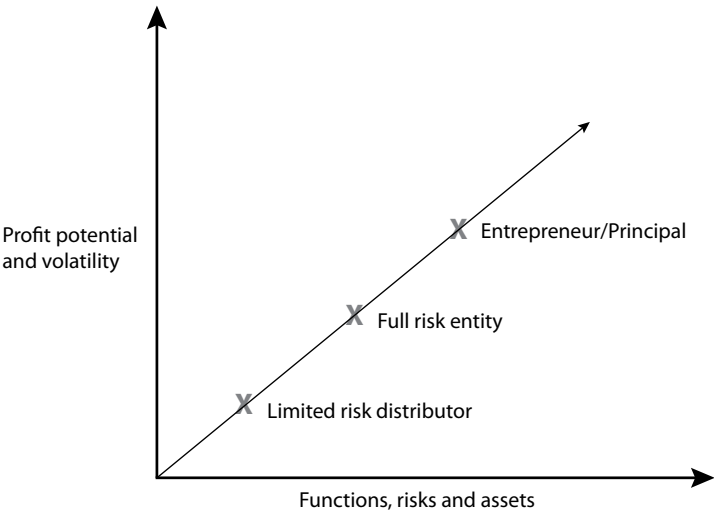 Profit potential
and volatility
X Entrepreneur/Principal
X Full risk entity
X Limited risk distributor
Functions, risks and assets